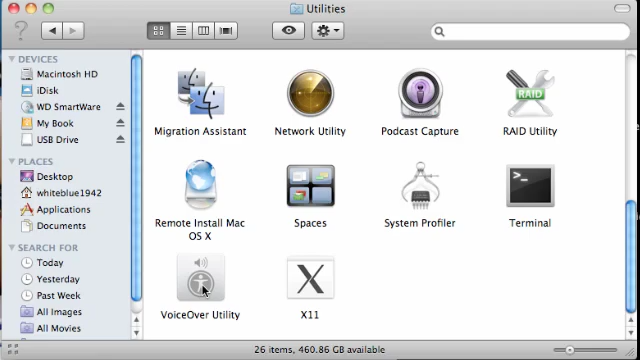 Utilities
DEVICES
Macintosh HD
iDisk
WD SmartWare
My Book
USB Drive
PLACES
Desktop
whiteblue1942
Applications
Documents
SEARCH FOR
Today
Yesterday
Past Week
All Images
All Movies
Migration Assistant
Network Utility
Podcast Capture
RAID
RAID Utility
Remote Install Mac
OS X
Spaces
System Profiler
>_
Terminal
VoiceOver Utility
X
X11
26 items, 460.86 GB available